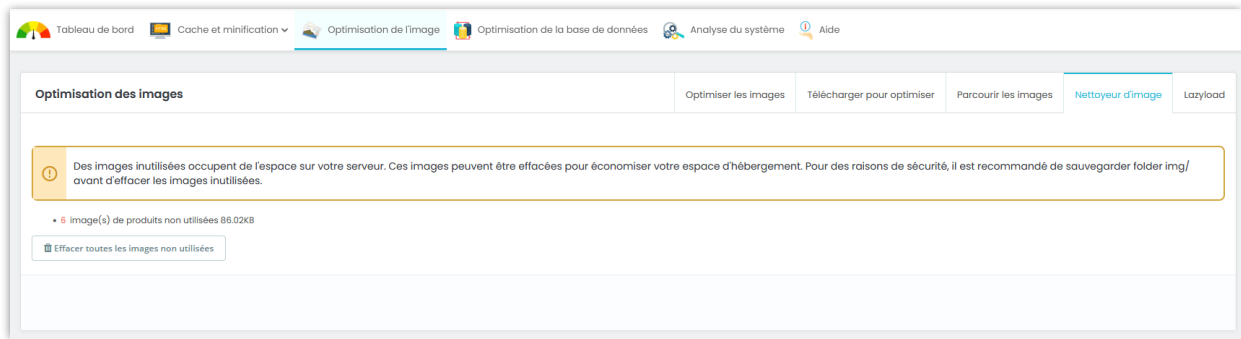 Tableau de bord Cache et minification Optimisation de l'image Optimisation de la base de données Analyse du système Aide
Optimisation des images Optimiser les images Télécharger pour optimiser Parcourir les images Nettoyeur d'image Lazyload
Des images inutilisées occupent de l'espace sur votre serveur. Ces images peuvent être effacées pour économiser votre espace d'hébergement. Pour des raisons de sécurité, il est recommandé de sauvegarder folder img/
avant d'effacer les images inutilisées.
• 6 image(s) de produits non utilisées 86.02KB
Effacer toutes les images non utilisées